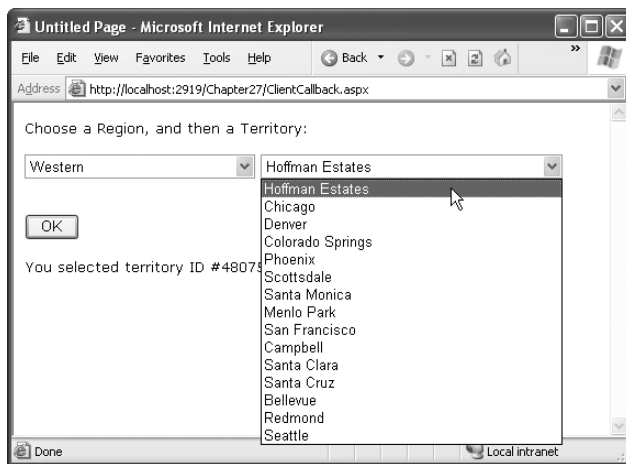 Untitled Page - Microsoft Internet Explorer
File Edit View Favorites Tools Help Back »
Address http://localhost:2919/Chapter27/ClientCallback.aspx
Choose a Region, and then a Territory:
Western Hoffman Estates
Hoffman Estates
Chicago
Denver
Colorado Springs
Phoenix
Scottsdale
Santa Monica
Menlo Park
San Francisco
Campbell
Santa Clara
Santa Cruz
Bellevue
Redmond
Seattle
OK
You selected territory ID #48075
Done Local intranet